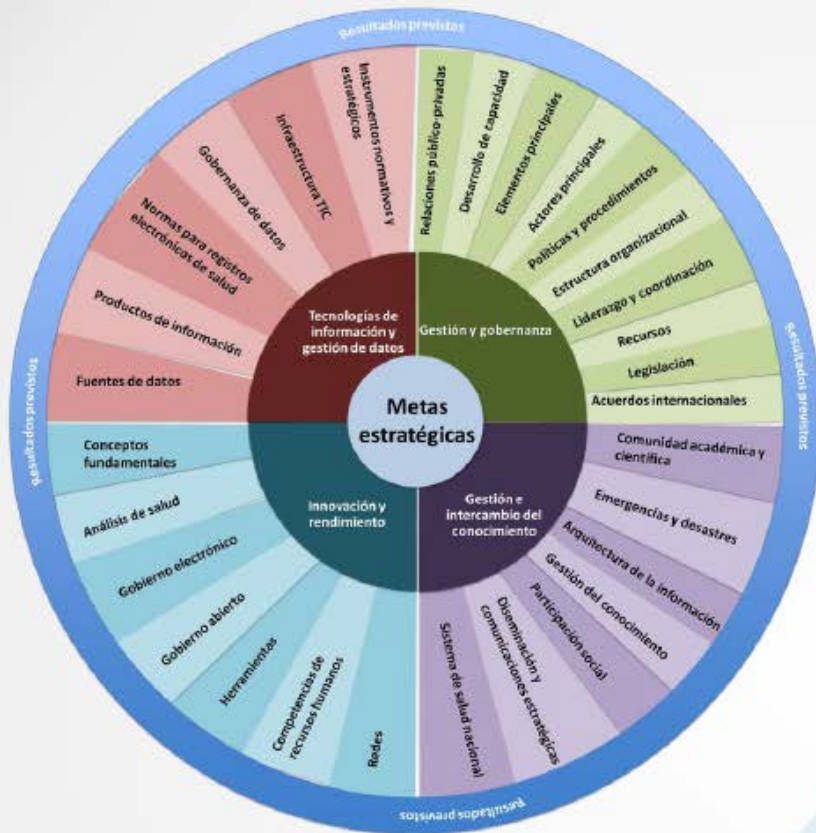 Resultados previstos
Instrumentos normativos y
estratégicos
Infraestructura TIC
Gobernanza de datos
Normas para registros
electrónicos de salud
Productos de información
Fuentes de datos
Relaciones público-privadas
Desarrollo de capacidad
Elementos principales
Actores principales
Políticas y procedimientos
Estructura organizacional
Liderazgo y coordinación
Recursos
Legislación
Acuerdos internacionales
Tecnologías de
información y
gestión de datos
Gestión y gobernanza
Resultados previstos
Resultados previstos
Metas
estratégicas
Innovación y
rendimiento
Gestión e
intercambio del
conocimiento
Conceptos
fundamentales
Análisis de salud
Gobierno electrónico
Gobierno abierto
Herramientas
Competencias de
recursos humanos
Redes
Comunidad académica y
científica
Emergencias y desastres
Arquitectura de la información
Gestión del conocimiento
Participación social
Diseminación y
comunicaciones estratégicas
Sistema de salud nacional
Resultados previstos